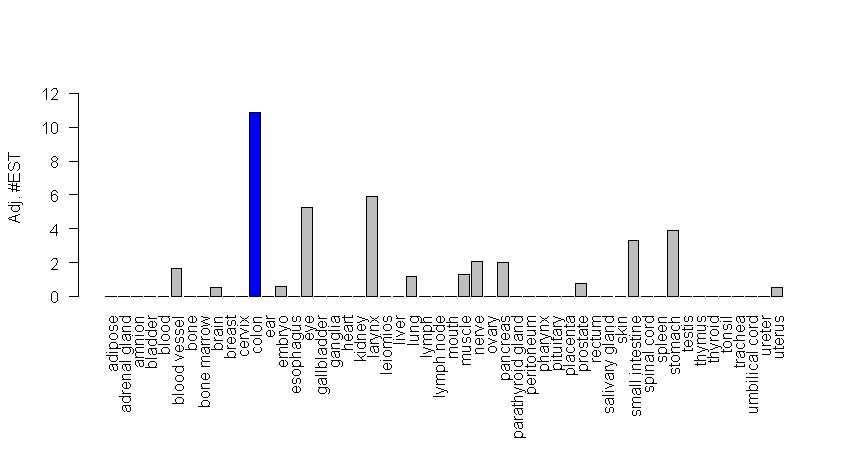 12
10
8
6
4
2
0
Adj. #EST
adipose
adrenal gland
amnion
bladder
blood
blood vessel
bone
bone marrow
brain
breast
cervix
colon
ear
embryo
esophagus
eye
gallbladder
ganglia
heart
kidney
larynx
leiomios
liver
lung
lymph
lymph node
mouth
muscle
nerve
ovary
pancreas
parathyroid gland
peritoneum
pharynx
pituitary
placenta
prostate
rectum
salivary gland
skin
small intestine
spinal cord
spleen
stomach
testis
thymus
thyroid
tonsil
trachea
umbilical cord
ureter
uterus